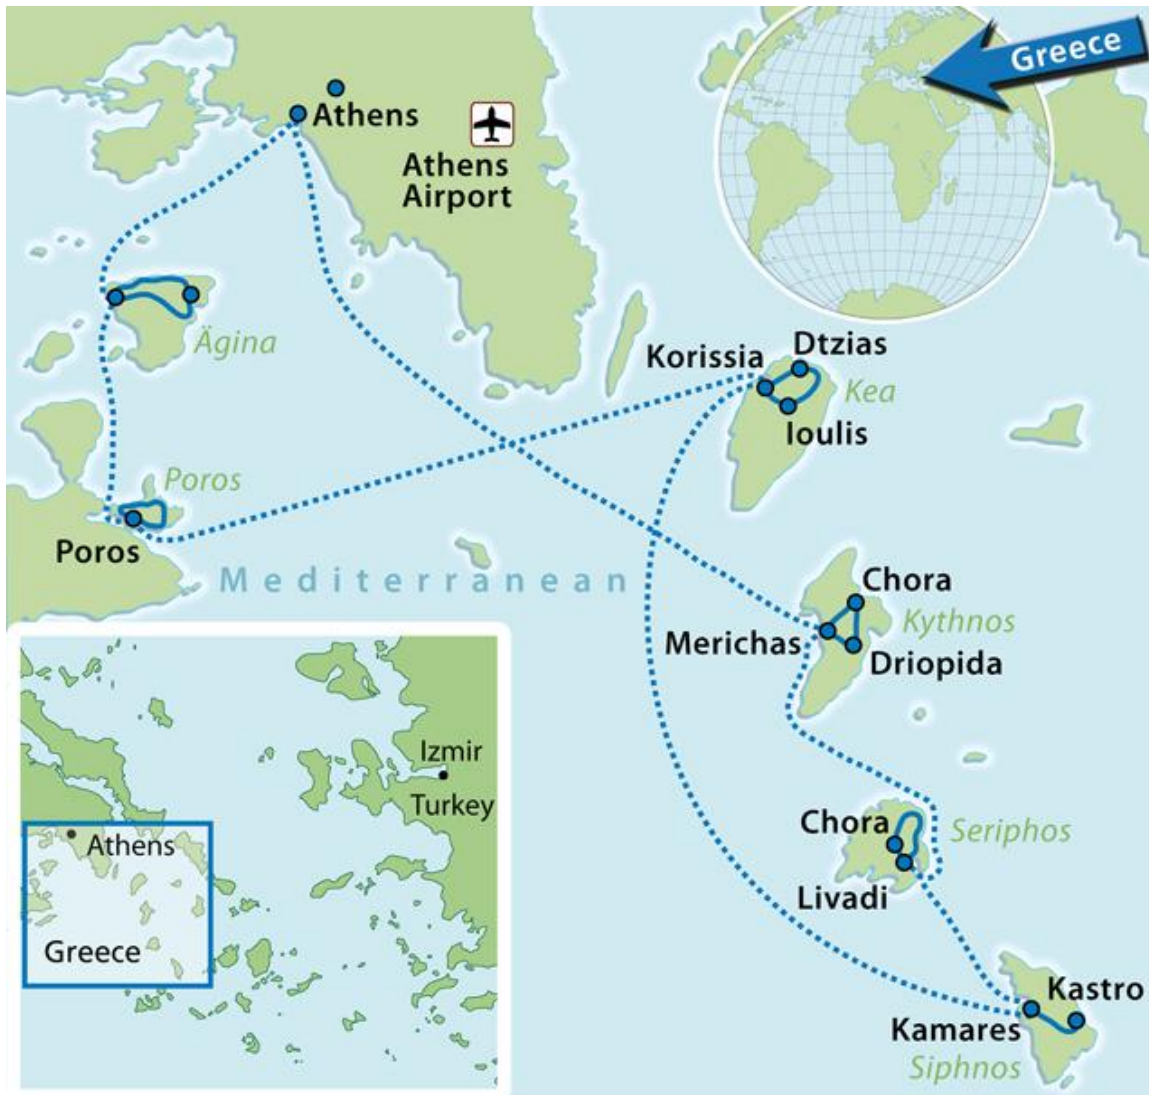 Greece
Athens
Athens
Airport
Ägina
Korissia
Dtzias
Kea
Ioulis
Poros
Poros
Mediterranean
Chora
Kythnos
Merichas
Driopida
Izmir
Turkey
Athens
Greece
Chora
Seriphos
Livadi
Kastro
Kamares
Siphnos